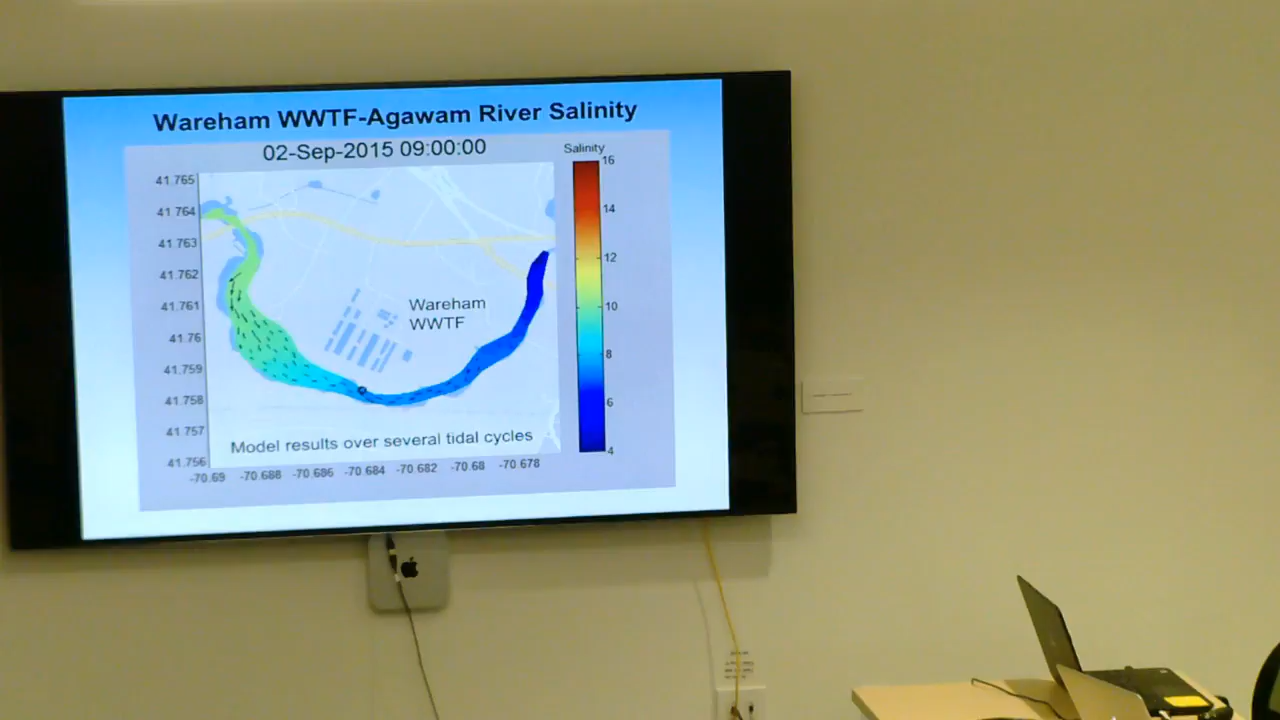 Wareham WWTF-Agawam River Salinity
02-Sep-2015 09:00:00
Salinity
16
14
12
10
8
6
4
41.765
41.764
41.763
41.762
41.761
41.76
41.759
41.758
41.757
41.756
Wareham
WWTF
Model results over several tidal cycles
-70.69 -70.688 -70.686 -70.684 -70.682 -70.68 -70.678